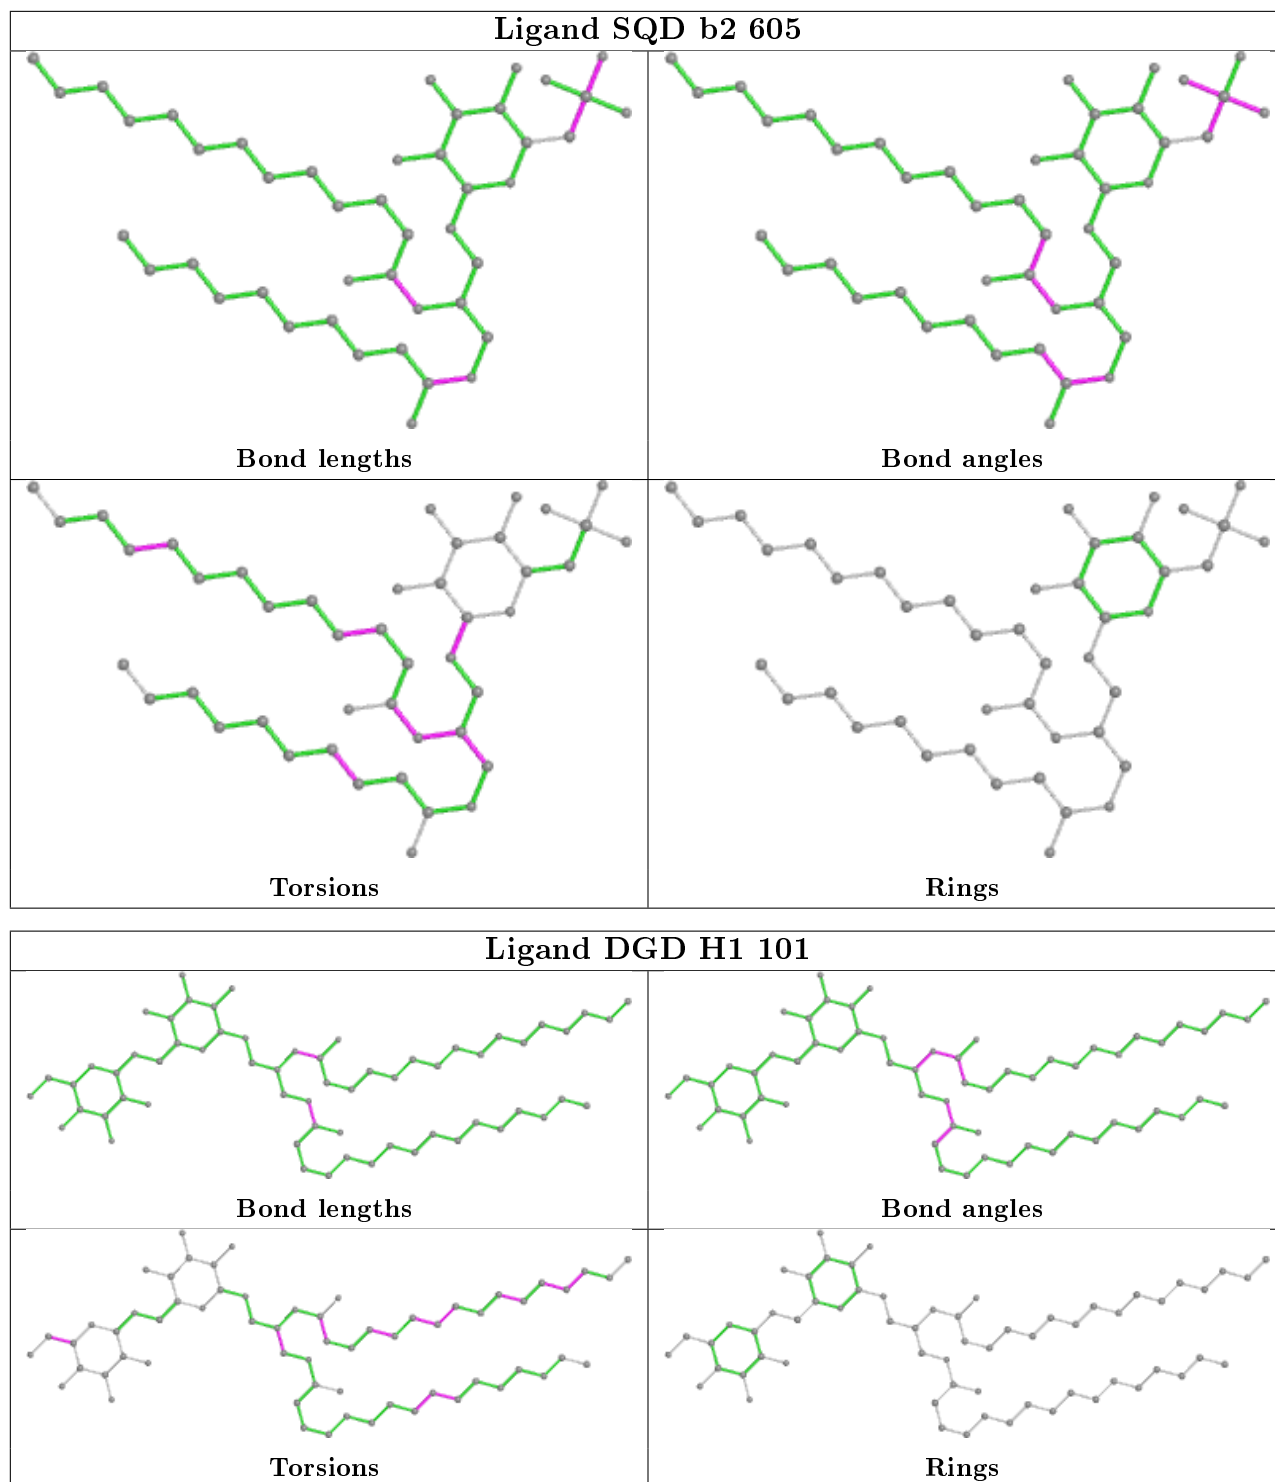 Ligand SQD b2 605
Bond lengths
Bond angles
Torsions
Rings
Ligand DGD H1 101
Bond lengths
Bond angles
Torsions
Rings